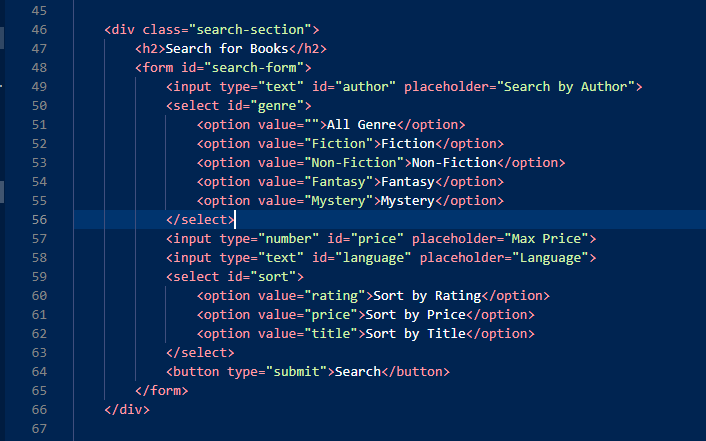 45
46 <div class="search-section">
47 <h2>Search for Books</h2>
48 <form id="search-form">
49 <input type="text" id="author" placeholder="Search by Author">
50 <select id="genre">
51 <option value="">All Genre</option>
52 <option value="Fiction">Fiction</option>
53 <option value="Non-Fiction">Non-Fiction</option>
54 <option value="Fantasy">Fantasy</option>
55 <option value="Mystery">Mystery</option>
56 </select>
57 <input type="number" id="price" placeholder="Max Price">
58 <input type="text" id="language" placeholder="Language">
59 <select id="sort">
60 <option value="rating">Sort by Rating</option>
61 <option value="price">Sort by Price</option>
62 <option value="title">Sort by Title</option>
63 </select>
64 <button type="submit">Search</button>
65 </form>
66 </div>
67